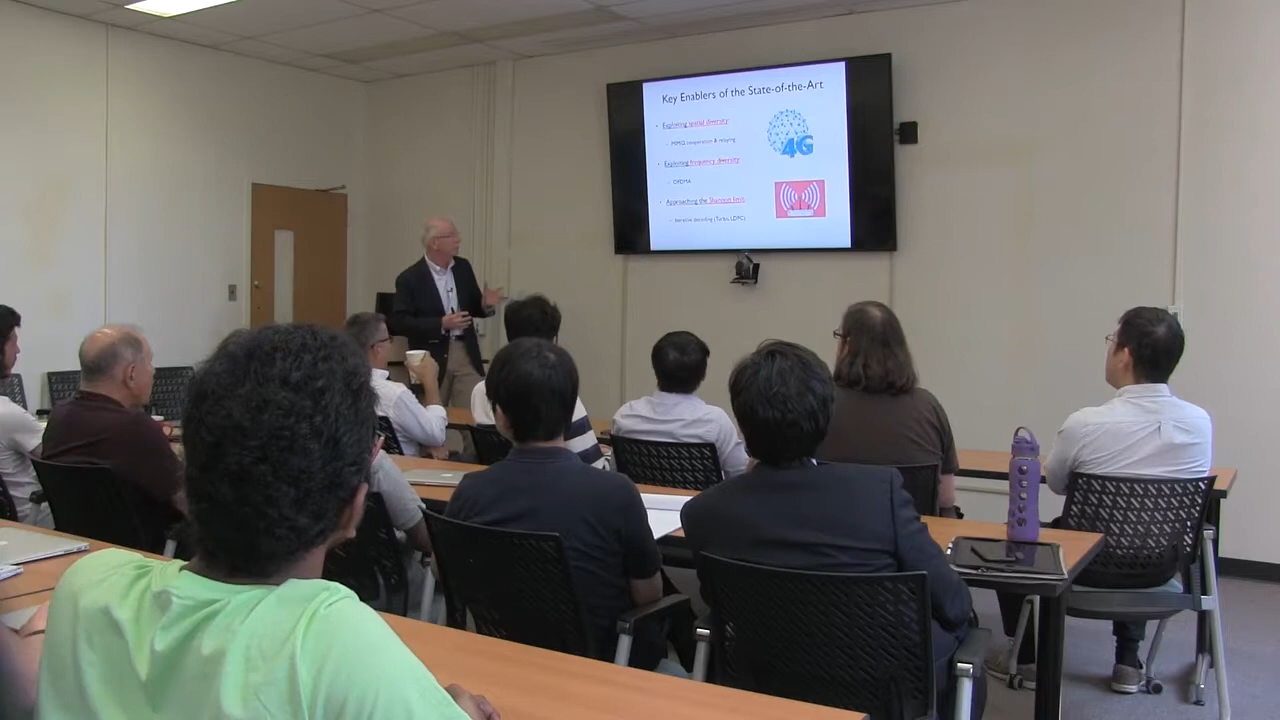 Key Enablers of the State-of-the-Art
• Exploiting spatial diversity:
– MIMO, cooperation & relaying
• Exploiting frequency diversity:
– OFDMA
• Approaching the Shannon limit:
– Iterative decoding (Turbo, LDPC)
4G